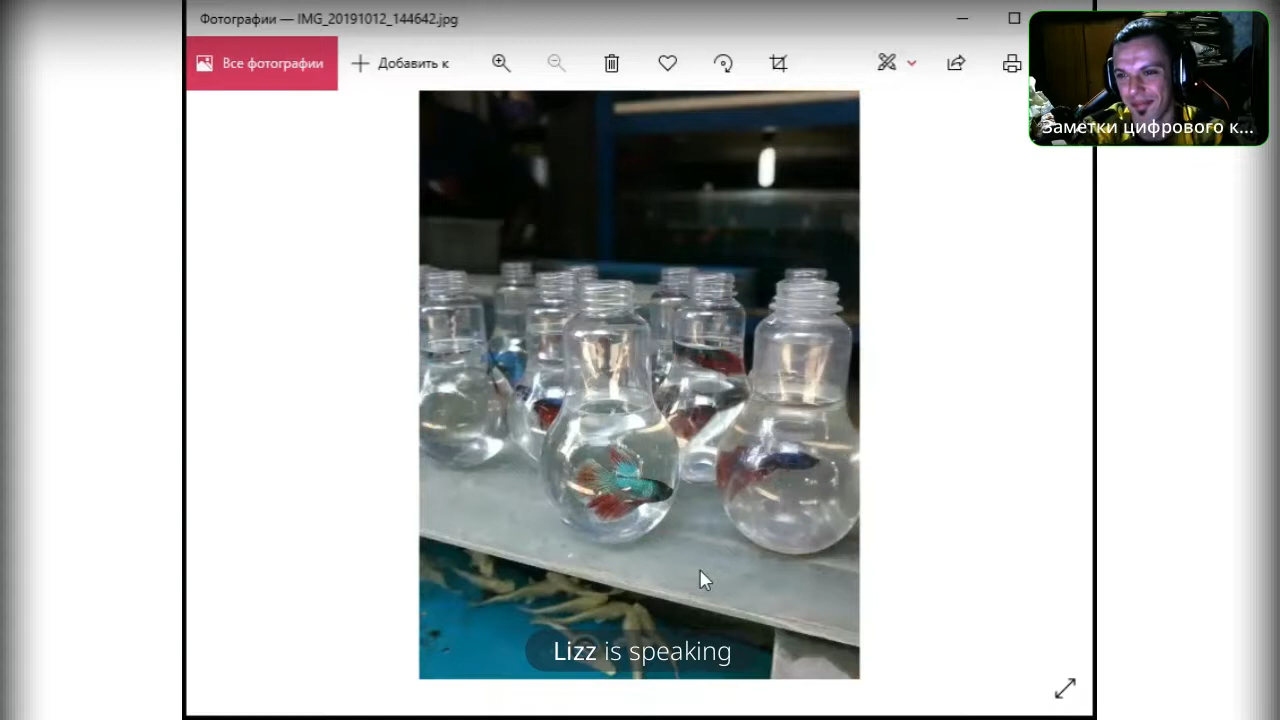 Фотографии — IMG_20191012_144642.jpg
Все фотографии
Добавить к
Заметки цифрового к...
Lizz is speaking